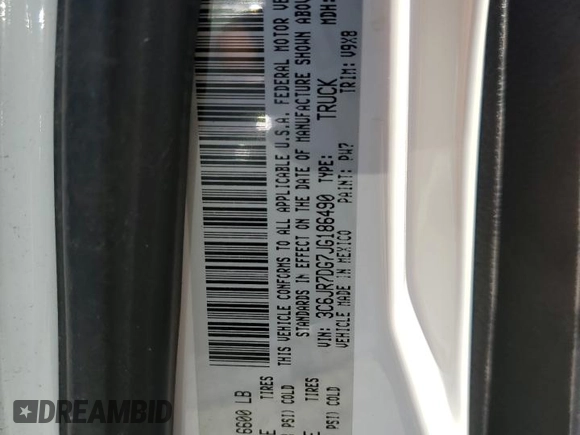 6600 LB
TIRES
PSI) COLD
THIS VEHICLE CONFORMS TO ALL APPLICABLE U.S.A. FEDERAL MOTOR VE
STANDARDS IN EFFECT ON THE DATE OF MANUFACTURE SHOWN ABOVE
VIN: 3C6JR7DG7JG186490 TYPE: TRUCK MDH:
VEHICLE MADE IN MEXICO PAINT: PW7 TRIM: V9X8
TIRES
PSI) COLD
DREAMBID